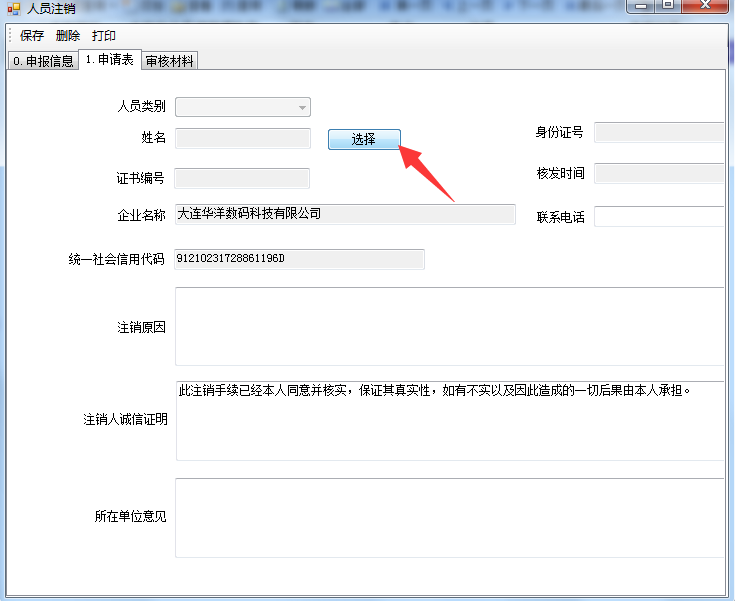 人员注销
保存 删除 打印
0.申报信息 1.申请表 审核材料
人员类别
姓名 选择 身份证号
证书编号 核发时间
企业名称 大连华洋数码科技有限公司 联系电话
统一社会信用代码 91210231728861196D
注销原因
此注销手续已经本人同意并核实，保证其真实性，如有不实以及因此造成的一切后果由本人承担。
注销人诚信证明
所在单位意见